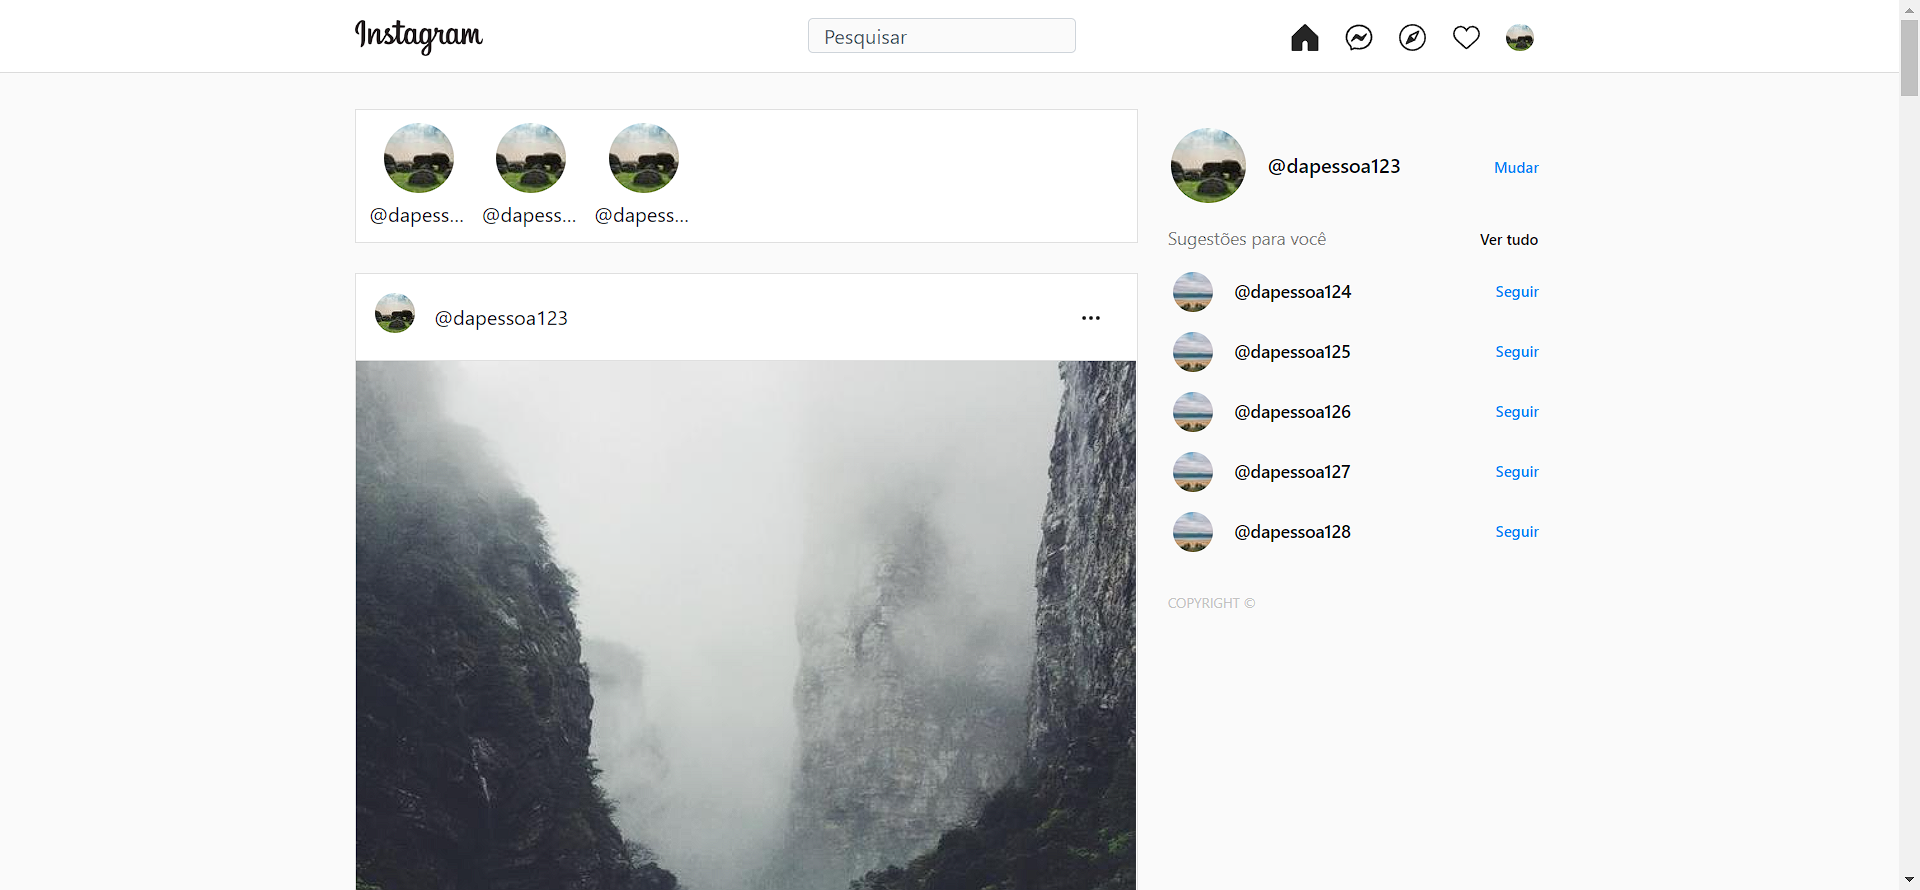 Instagram
Pesquisar
@dapess...
@dapess...
@dapess...
@dapessoa123
@dapessoa123
Mudar
Sugestões para você
Ver tudo
@dapessoa124
Seguir
@dapessoa125
Seguir
@dapessoa126
Seguir
@dapessoa127
Seguir
@dapessoa128
Seguir
COPYRIGHT ©